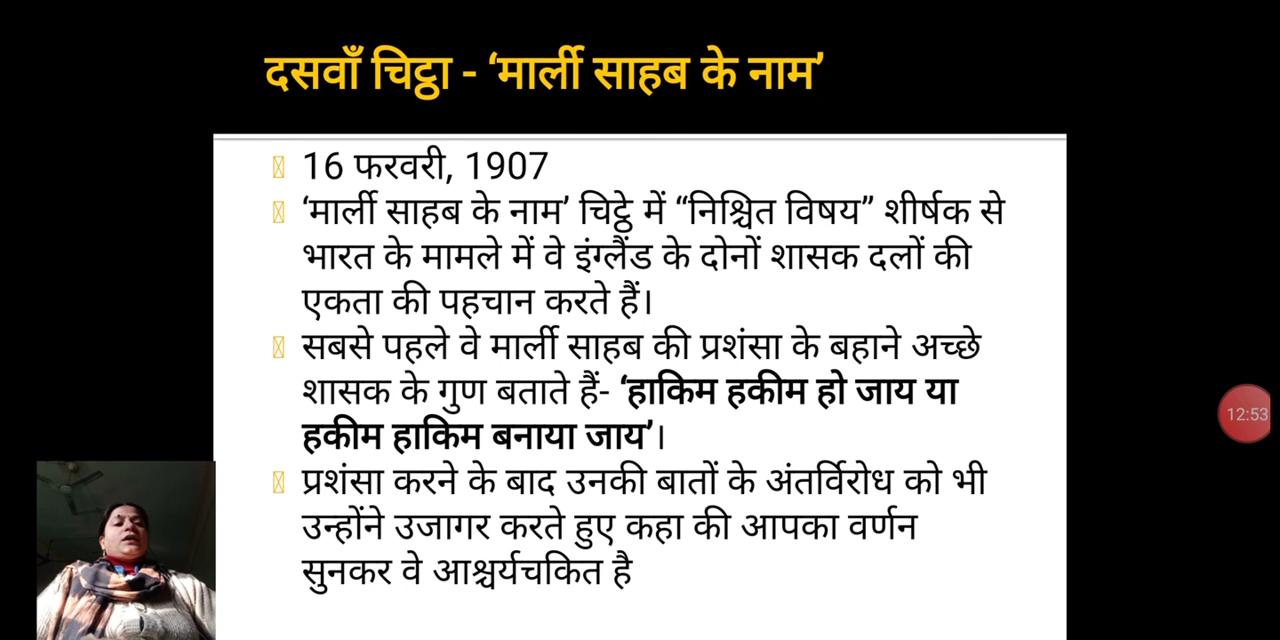 दसवाँ चिट्ठा - ‘मार्ली साहब के नाम’
16 फरवरी, 1907
‘मार्ली साहब के नाम’ चिट्ठे में “निश्चित विषय” शीर्षक से
भारत के मामले में वे इंग्लैंड के दोनों शासक दलों की
एकता की पहचान करते हैं।
सबसे पहले वे मार्ली साहब की प्रशंसा के बहाने अच्छे
शासक के गुण बताते हैं- ‘हाकिम हकीम हो जाय या
हकीम हाकिम बनाया जाय’।
प्रशंसा करने के बाद उनकी बातों के अंतर्विरोध को भी
उन्होंने उजागर करते हुए कहा की आपका वर्णन
सुनकर वे आश्चर्यचकित है
12:53